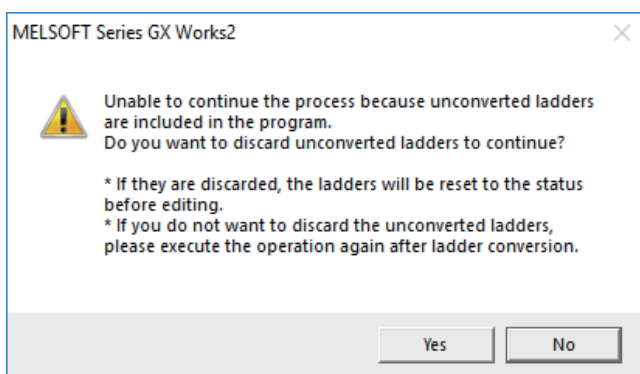 MELSOFT Series GX Works2
Unable to continue the process because unconverted ladders
are included in the program.
Do you want to discard unconverted ladders to continue?
* If they are discarded, the ladders will be reset to the status
before editing.
* If you do not want to discard the unconverted ladders,
please execute the operation again after ladder conversion.
Yes
No